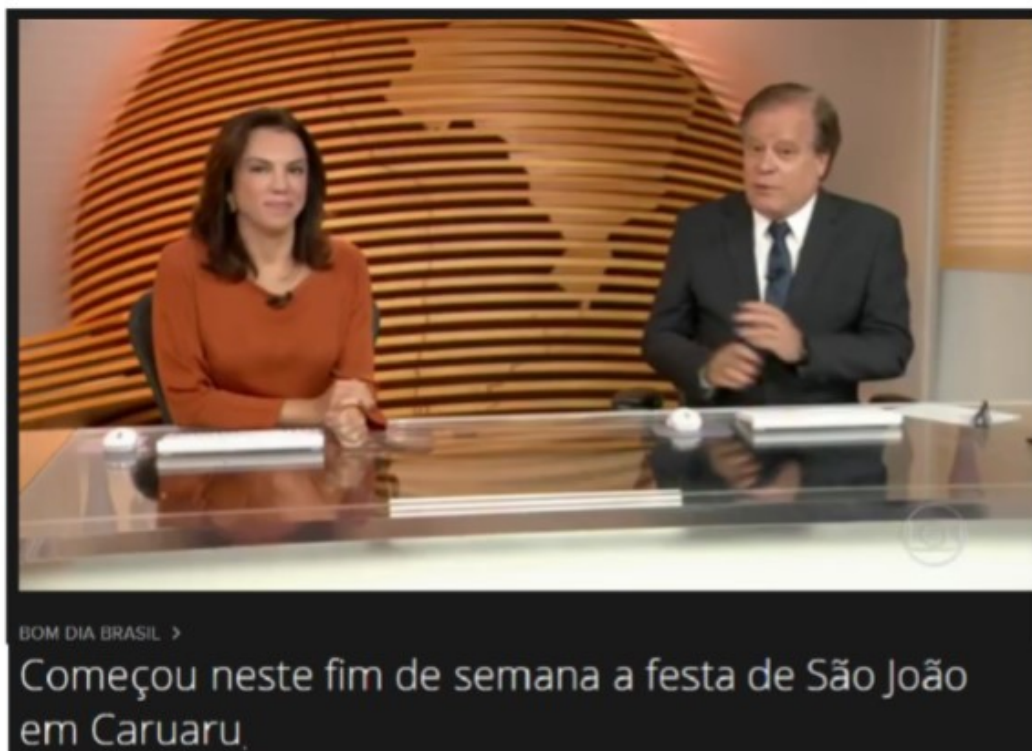 BOM DIA BRASIL >
Começou neste fim de semana a festa de São João
em Caruaru